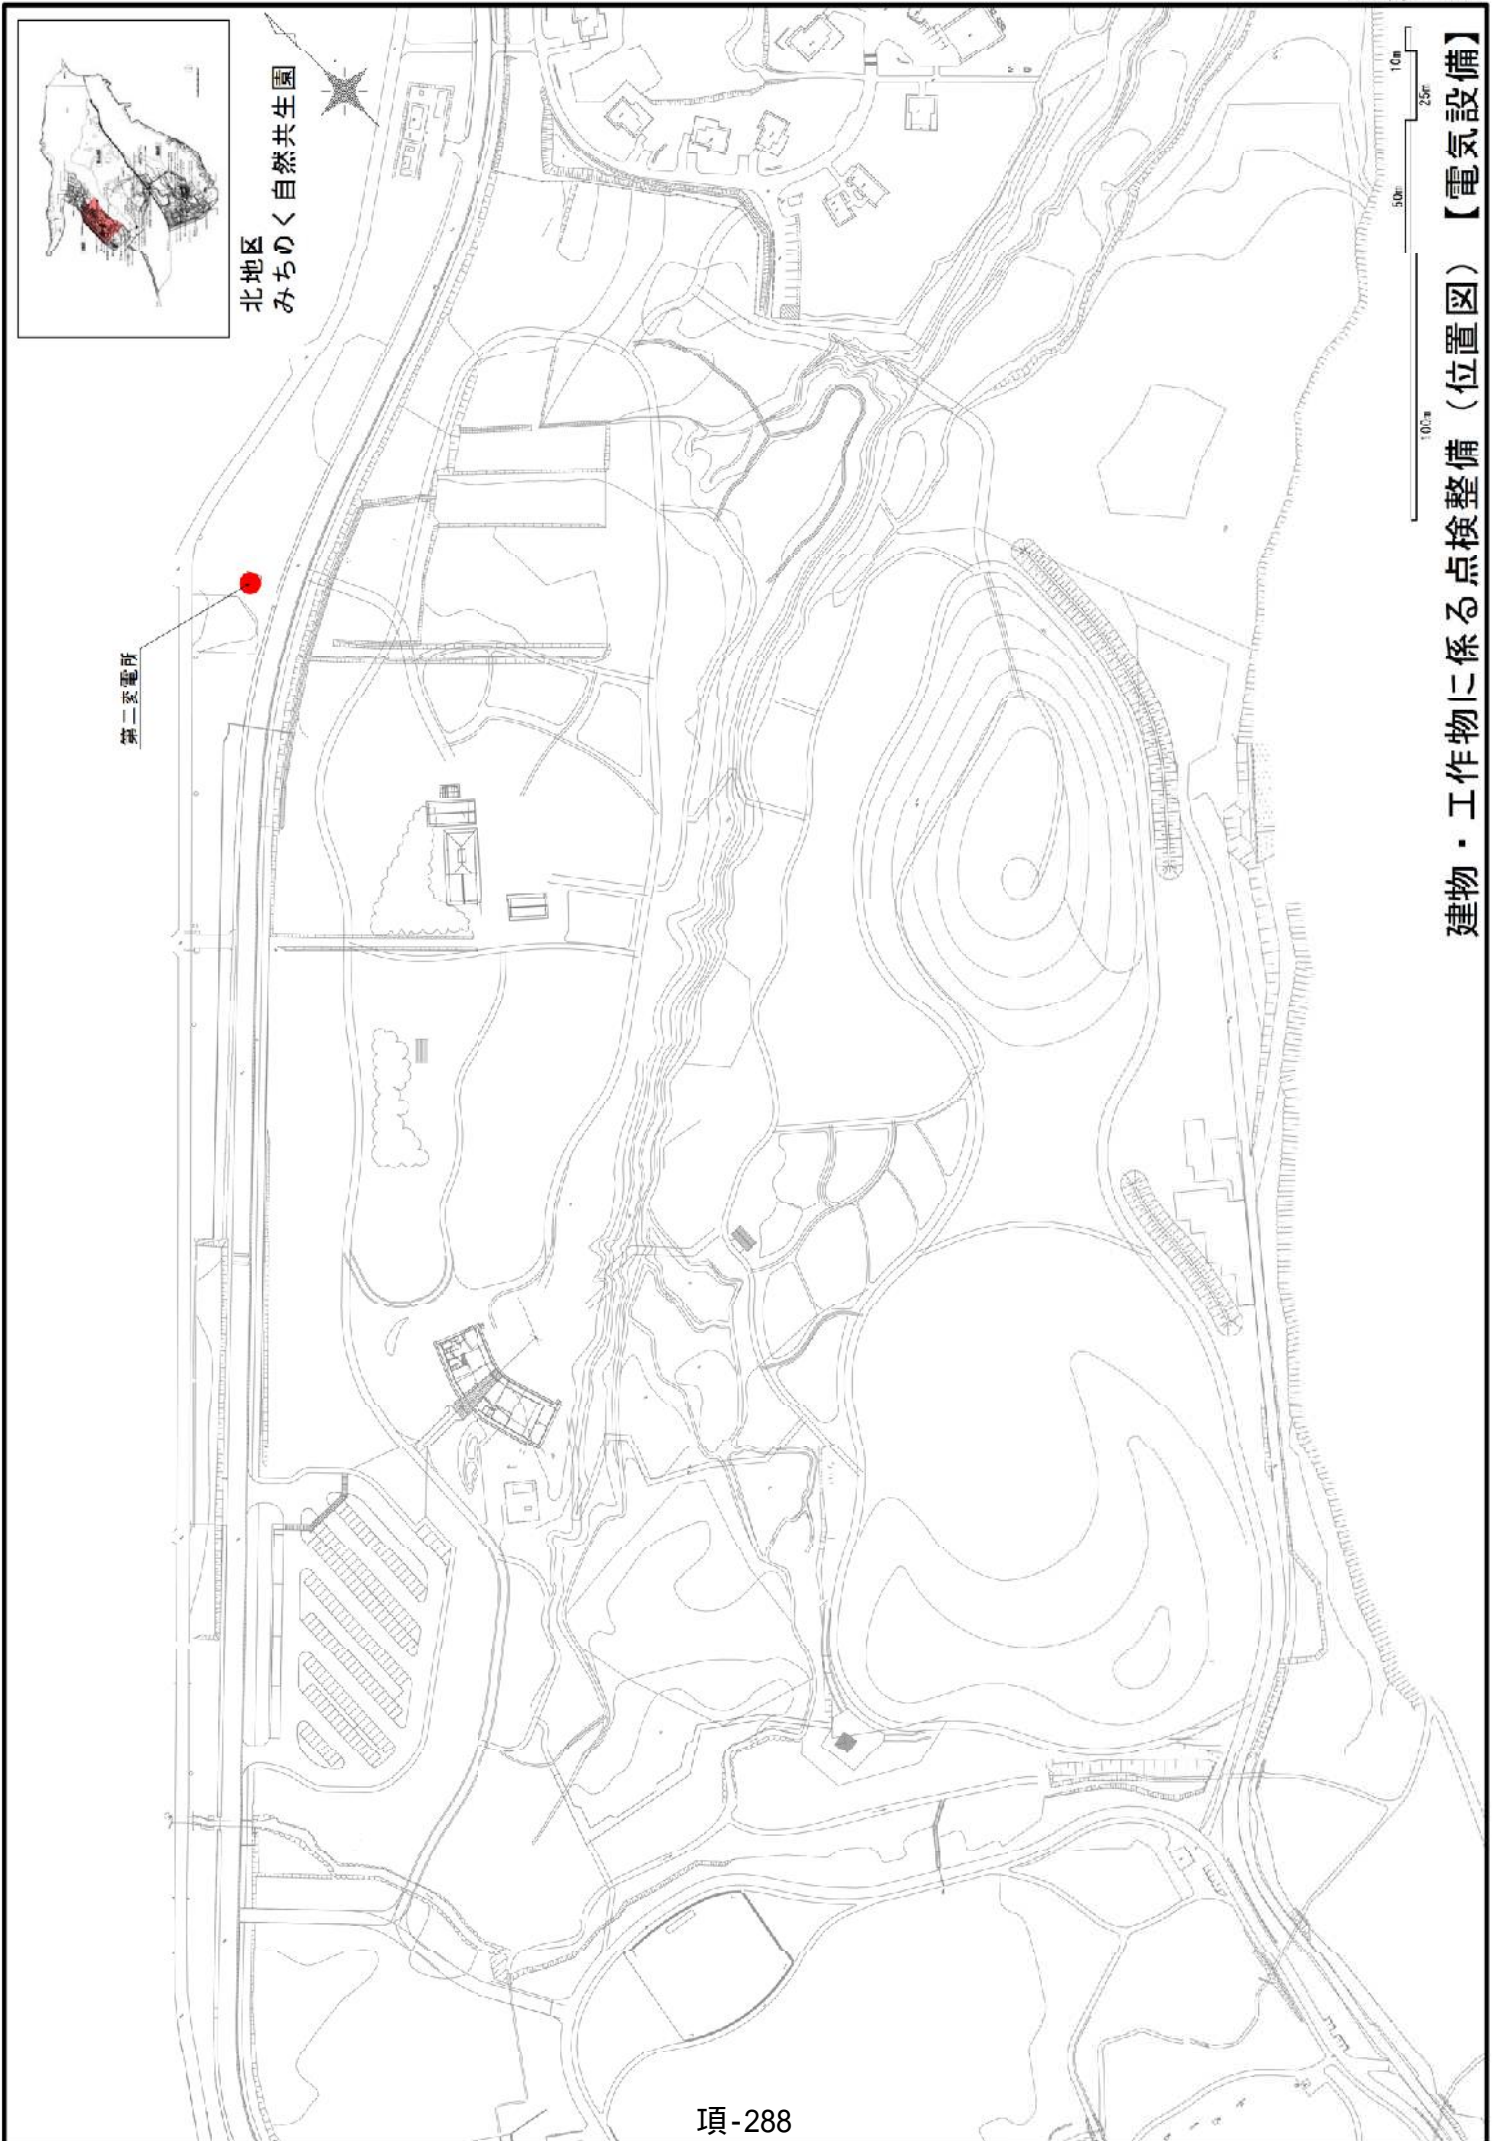 北地区
みちのく自然共生園
第二変電所
10m
25m
50m
100m
建物・工作物に係る点検整備（位置図）【電気設備】
項-288